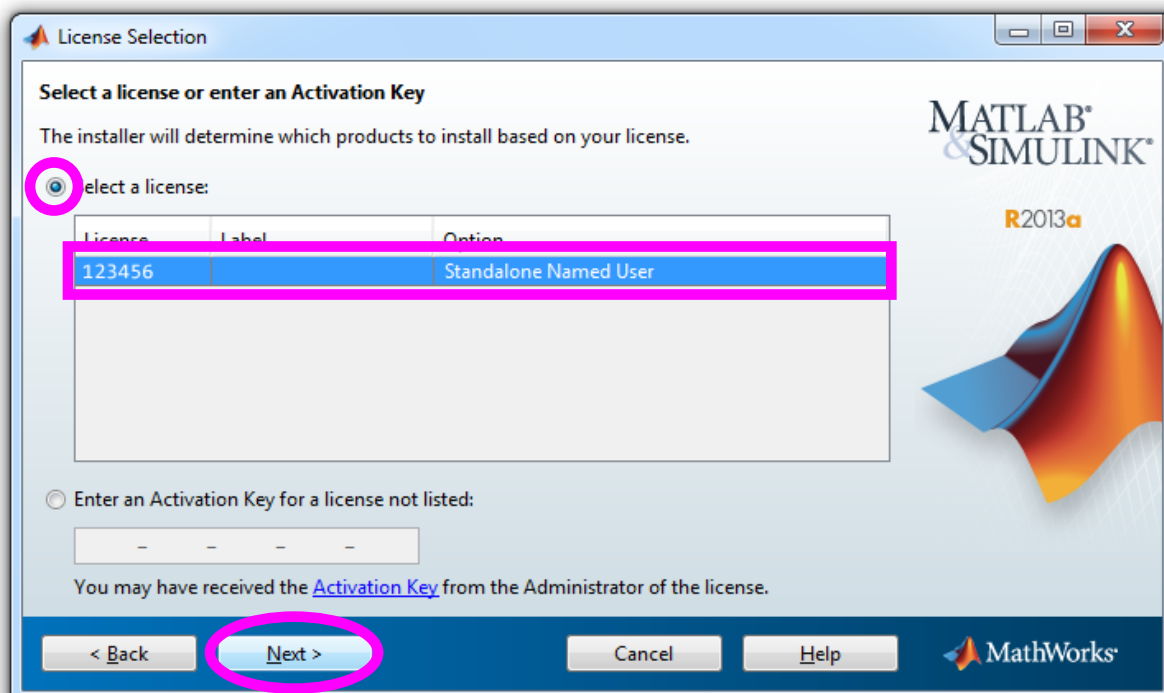 License Selection
Select a license or enter an Activation Key
The installer will determine which products to install based on your license.
MATLAB®
&SIMULINK®
Select a license:
R2013a
License Label Option
123456 Standalone Named User
Enter an Activation Key for a license not listed:
- - - -
You may have received the Activation Key from the Administrator of the license.
< Back Next > Cancel Help MathWorks®